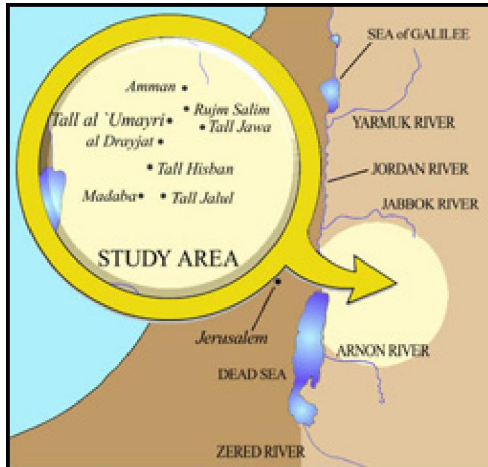 SEA of GALILEE
Amman
Rujm Salim
Tall al `Umayri
Tall Jawa
YARMUK RIVER
al Drayjat
Tall Hisban
JORDAN RIVER
Madaba
Tall Jalul
JABBOK RIVER
STUDY AREA
Jerusalem
ARNON RIVER
DEAD SEA
ZERED RIVER